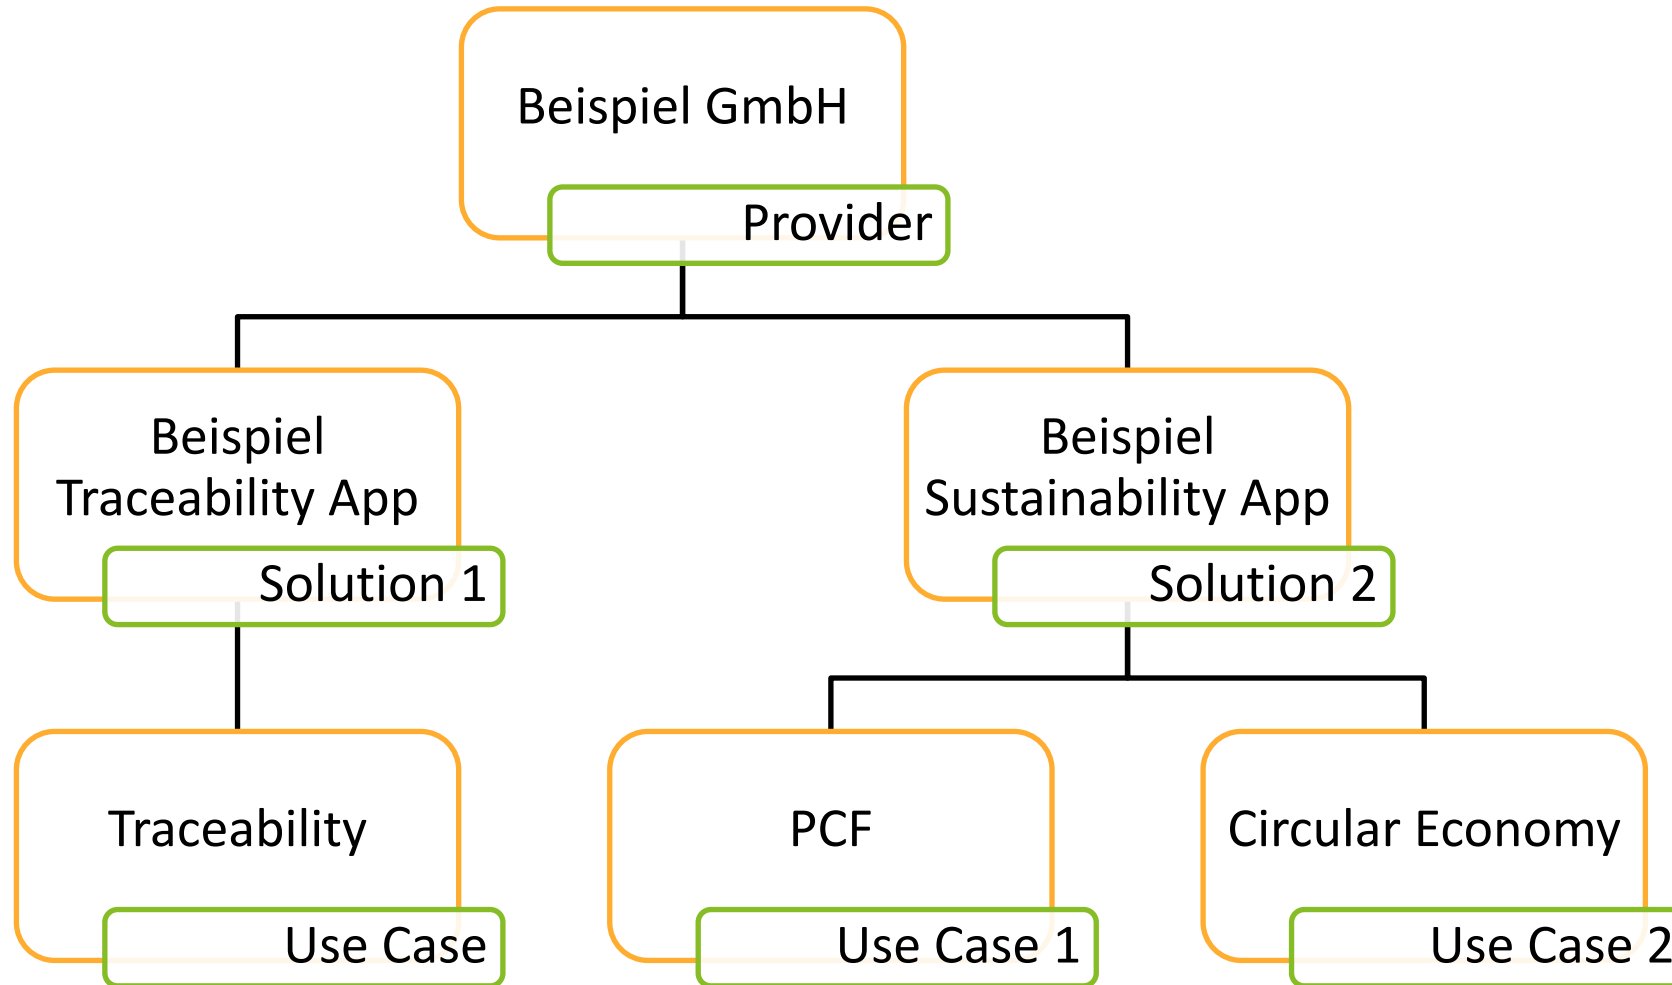 Beispiel GmbH
Provider
Beispiel
Traceability App
Solution 1
Beispiel
Sustainability App
Solution 2
Traceability
Use Case
PCF
Use Case 1
Circular Economy
Use Case 2